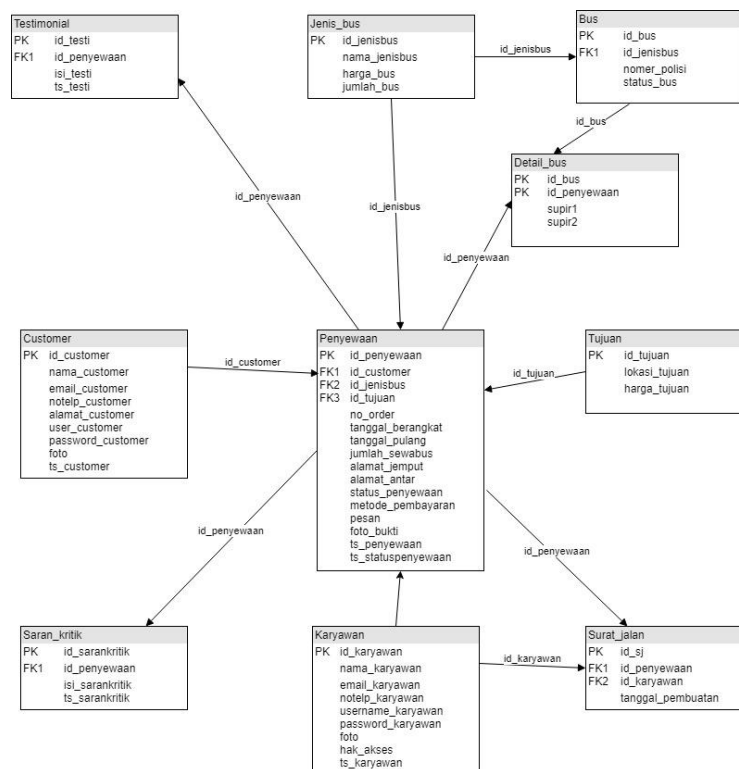 Testimonial
PK id_testi
FK1 id_penyewaan
isi_testi
ts_testi
Jenis_bus
PK id_jenisbus
nama_jenisbus
harga_bus
jumlah_bus
id_jenisbus
Bus
PK id_bus
FK1 id_jenisbus
nomer_polisi
status_bus
id_bus
Detail_bus
PK id_bus
PK id_penyewaan
supir1
supir2
id_penyewaan
id_jenisbus
id_penyewaan
Customer
PK id_customer
nama_customer
email_customer
notelp_customer
alamat_customer
user_customer
password_customer
foto
ts_customer
id_customer
Penyewaan
PK id_penyewaan
FK1 id_customer
FK2 id_jenisbus
FK3 id_tujuan
no_order
tanggal_berangkat
tanggal_pulang
jumlah_sewabus
alamat_jemput
alamat_antar
status_penyewaan
metode_pembayaran
pesan
foto_bukti
ts_penyewaan
ts_statuspenyewaan
id_tujuan
Tujuan
PK id_tujuan
lokasi_tujuan
harga_tujuan
id_penyewaan
id_penyewaan
Saran_kritik
PK id_sarankritik
FK1 id_penyewaan
isi_sarankritik
ts_sarankritik
Karyawan
PK id_karyawan
nama_karyawan
email_karyawan
notelp_karyawan
username_karyawan
password_karyawan
foto
hak_akses
ts_karyawan
id_karyawan
Surat_jalan
PK id_sj
FK1 id_penyewaan
FK2 id_karyawan
tanggal_pembuatan